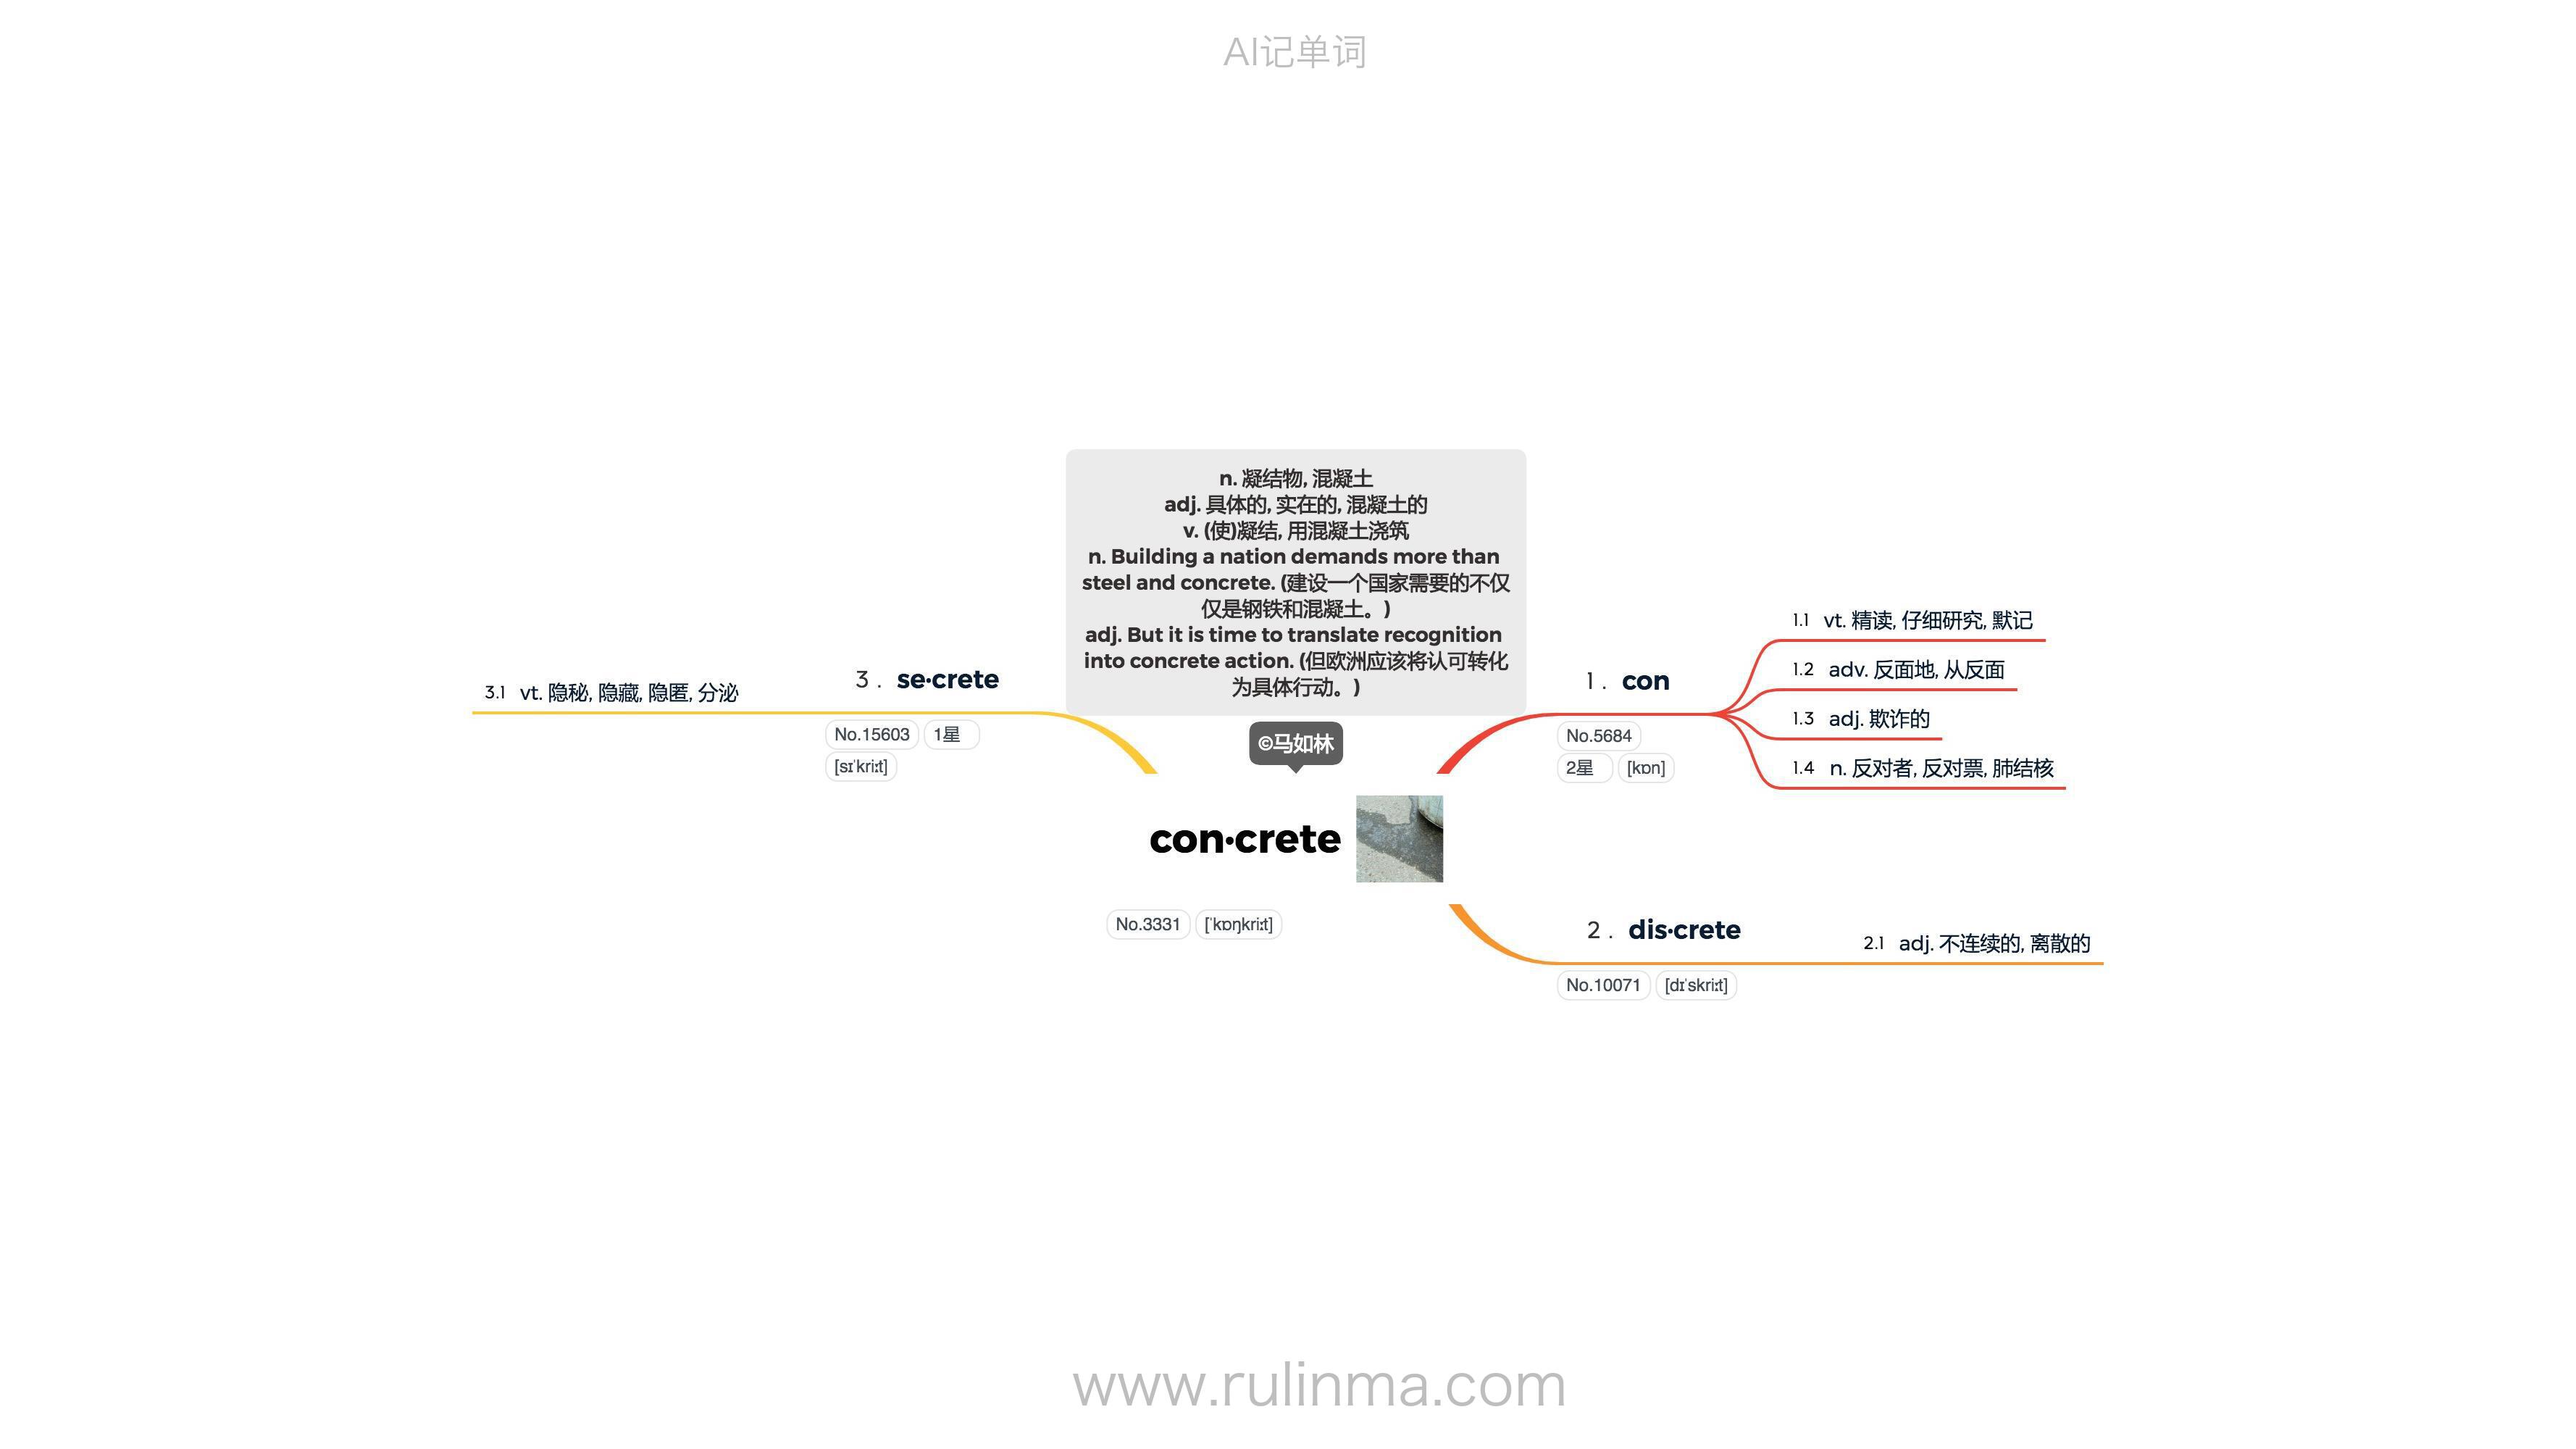 AI记单词
n. 凝结物, 混凝土
adj. 具体的, 实在的, 混凝土的
v. (使)凝结, 用混凝土浇筑
n. Building a nation demands more than
steel and concrete. (建设一个国家需要的不仅
仅是钢铁和混凝土。)
adj. But it is time to translate recognition
into concrete action. (但欧洲应该将认可转化
为具体行动。)
©马如林
con·crete
No.3331 [ˈkɒŋkriːt]
1 . con
No.5684
2星 [kɒn]
1.1 vt. 精读, 仔细研究, 默记
1.2 adv. 反面地, 从反面
1.3 adj. 欺诈的
1.4 n. 反对者, 反对票, 肺结核
2 . dis·crete
No.10071 [dɪˈskriːt]
2.1 adj. 不连续的, 离散的
3 . se·crete
No.15603 1星
[sɪˈkriːt]
3.1 vt. 隐秘, 隐藏, 隐匿, 分泌
www.rulinma.com